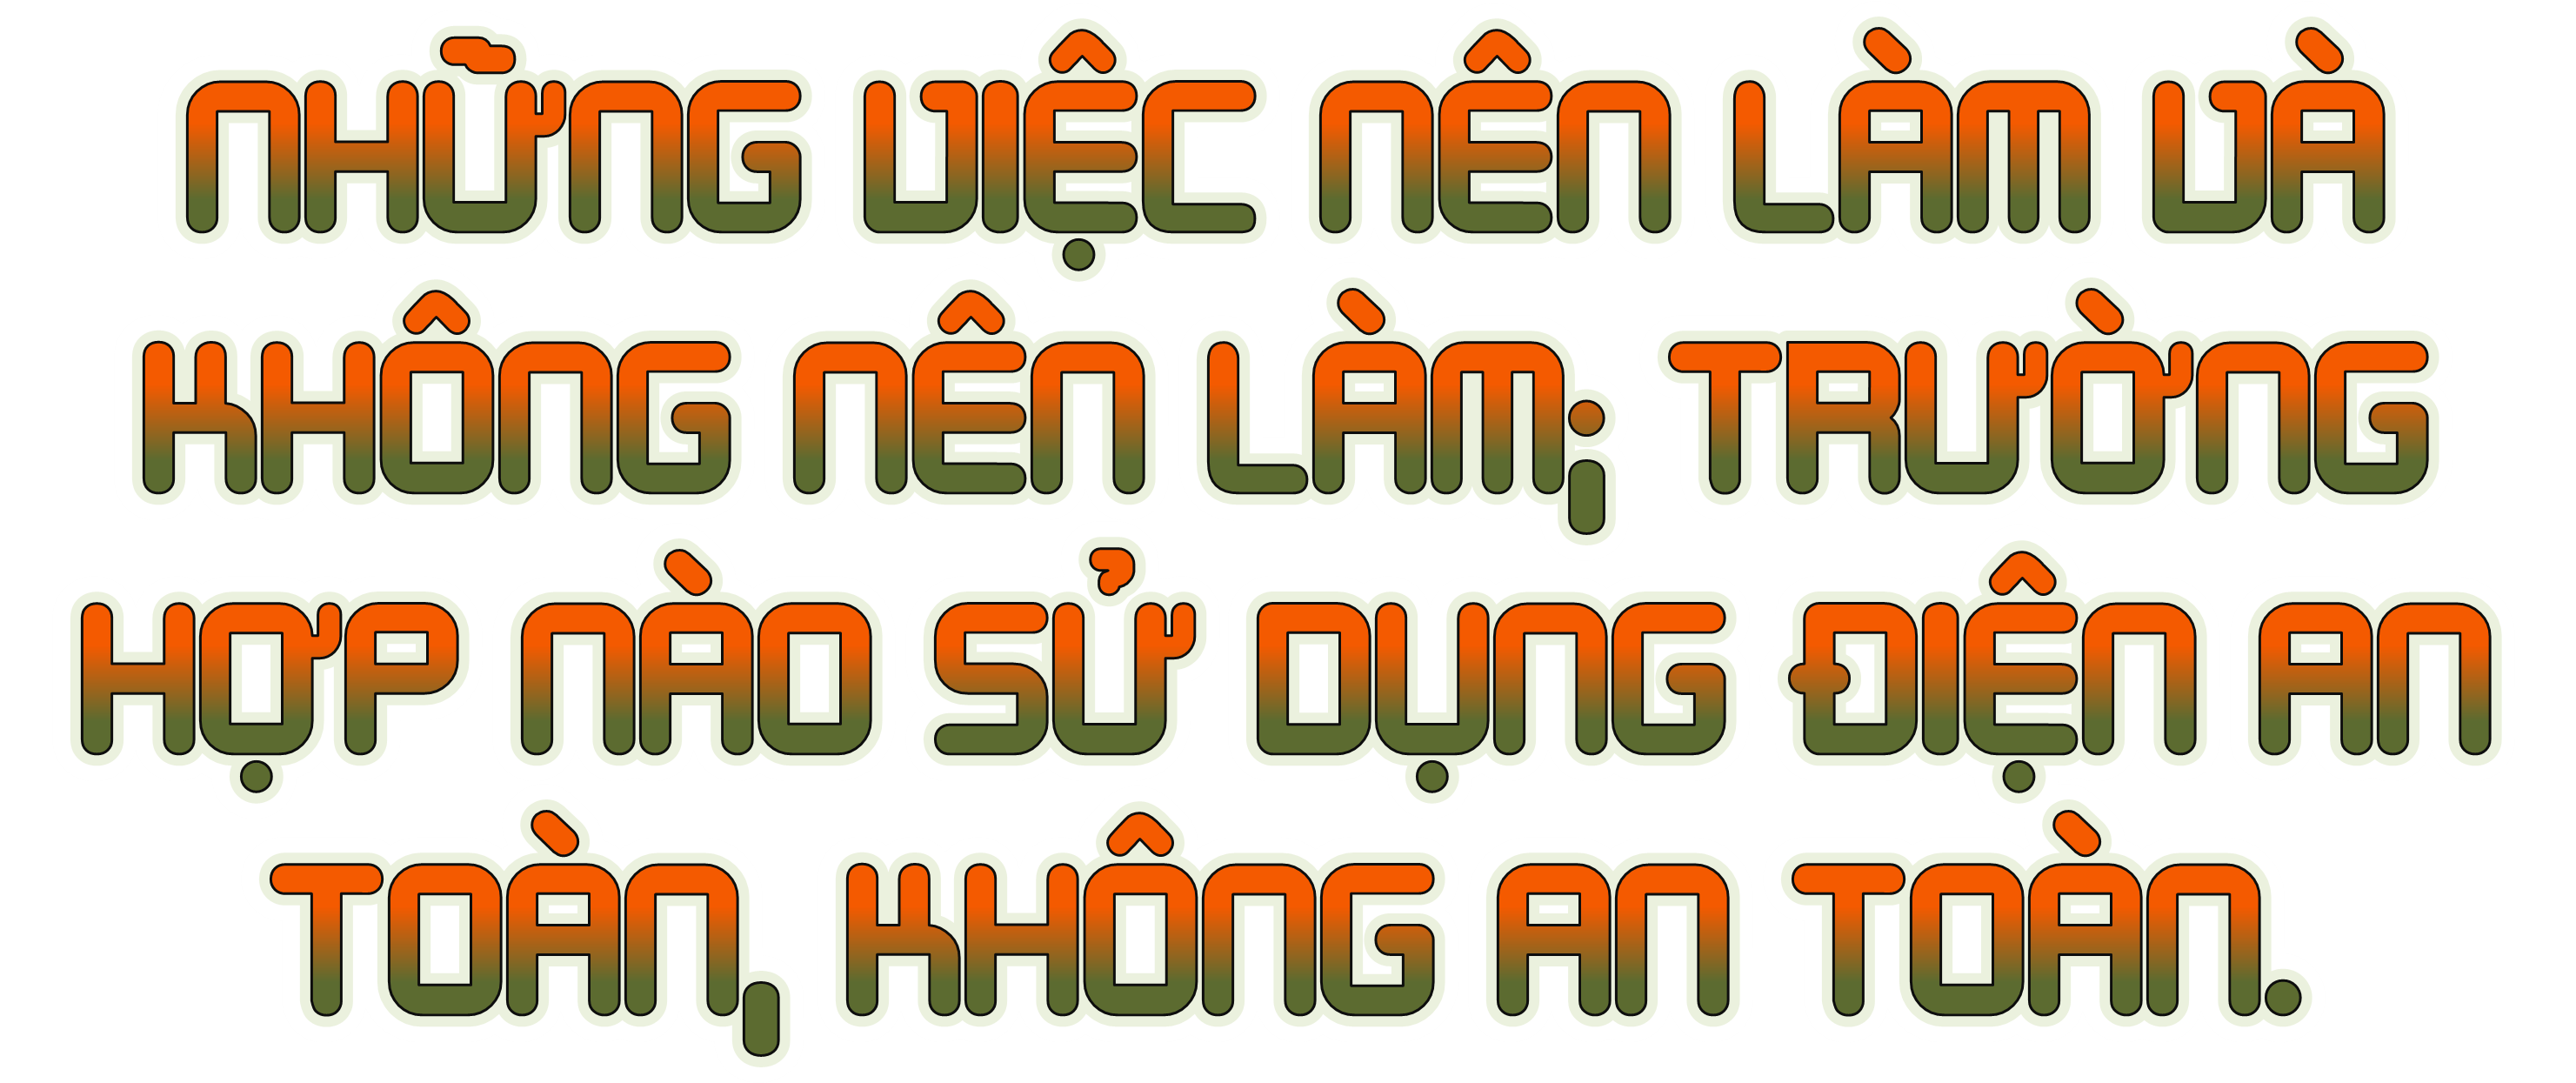 NHỮNG VIỆC NÊN LÀM VÀ
KHÔNG NÊN LÀM; TRƯỜNG
HỢP NÀO SỬ DỤNG ĐIỆN AN
TOÀN, KHÔNG AN TOÀN.